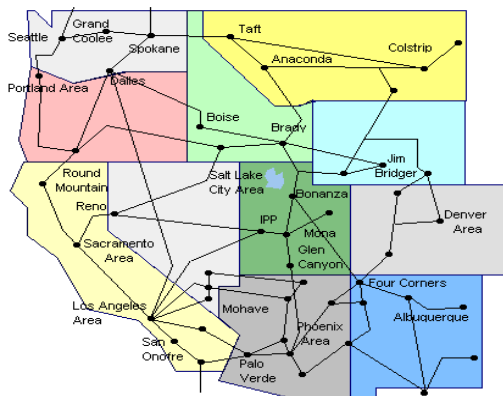 Grand
Coolee
Seattle
Spokane
Taft
Colstrip
Anaconda
Portland Area
Dalles
Boise
Brady
Jim
Bridger
Round
Mountain
Salt Lake
City Area
Reno
Bonanza
IPP
Mona
Denver
Area
Sacramento
Area
Glen
Canyon
Four Corners
Los Angeles
Area
Mohave
Albuquerque
Phoenix
Area
San
Onofre
Palo
Verde